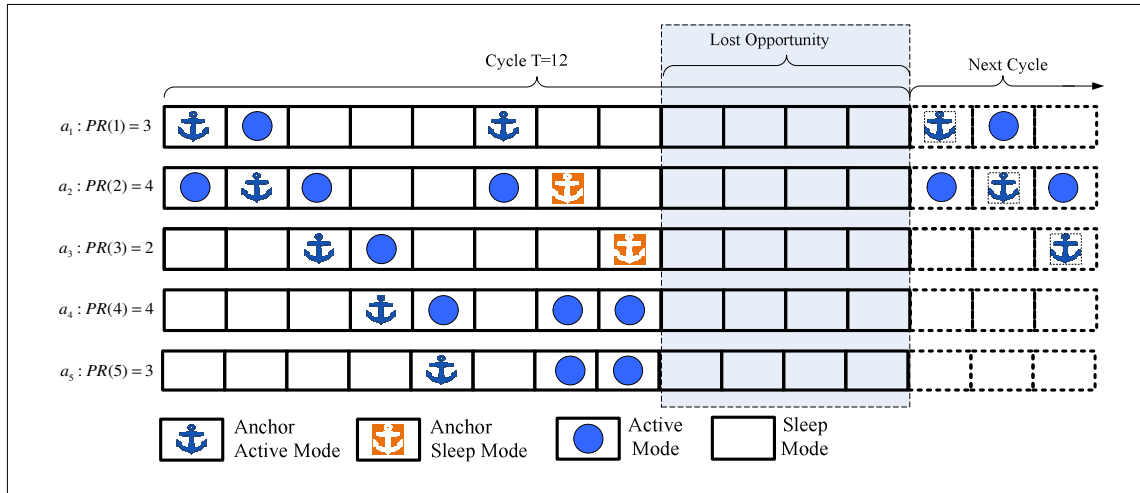 Lost Opportunity
Cycle T=12
Next Cycle
a₁ : PR(1) = 3
a₂ : PR(2) = 4
a₃ : PR(3) = 2
a₄ : PR(4) = 4
a₅ : PR(5) = 3
Anchor
Active Mode
Anchor
Sleep Mode
Active
Mode
Sleep
Mode